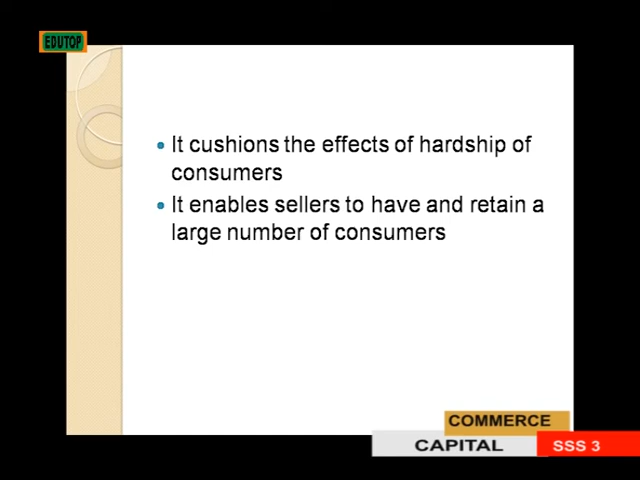 EDUTOP
It cushions the effects of hardship of
consumers
It enables sellers to have and retain a
large number of consumers
COMMERCE
CAPITAL
SSS 3